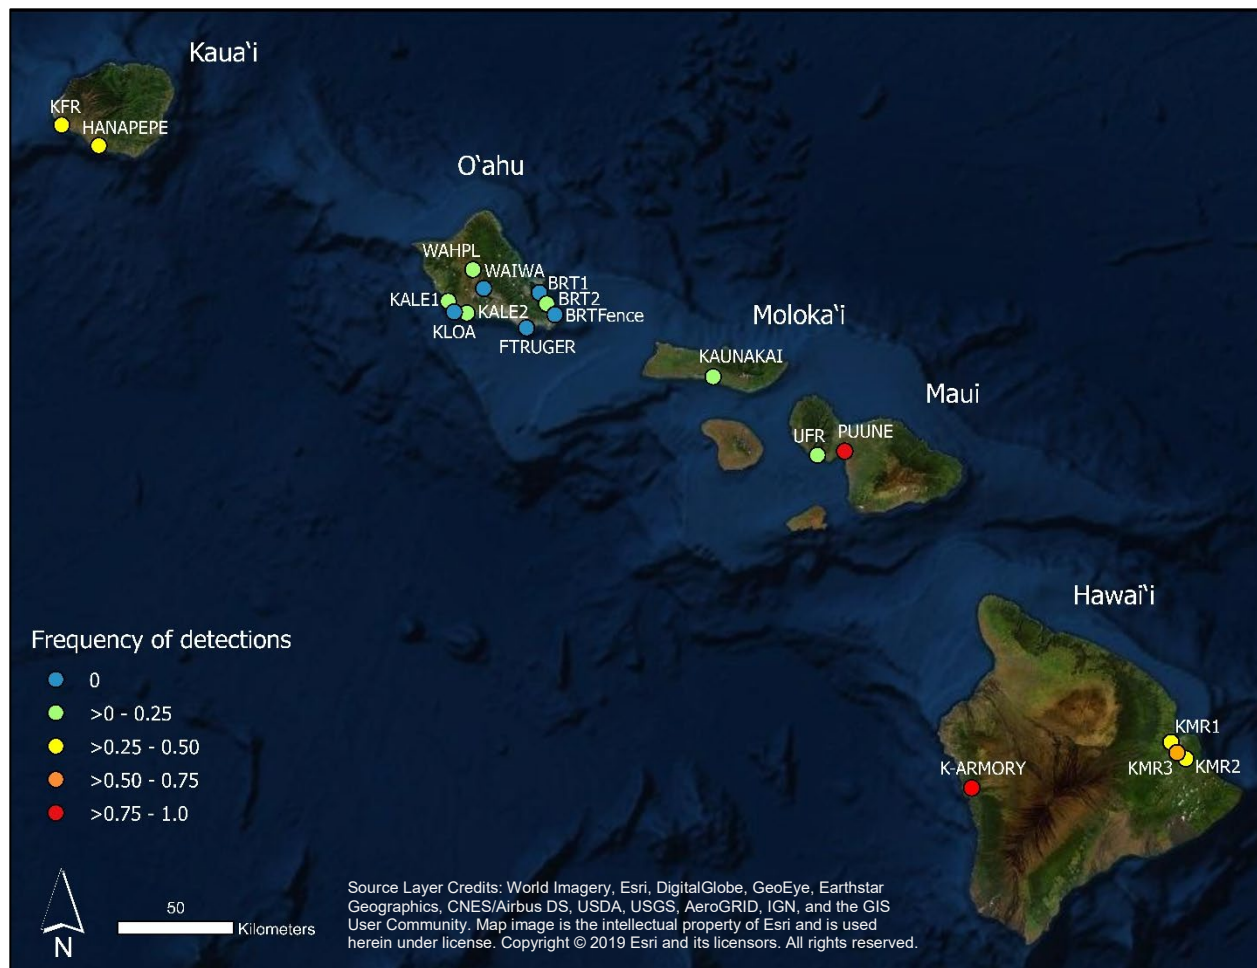 Kauaʻi
KFR
HANAPEPE
Oʻahu
WAHPL
WAIWA
BRT1
KALE1
BRT2
KALE2
BRTFence
KLOA
FTRUGER
Molokaʻi
KAUNAKAI
Maui
UFR
PUUNE
Hawaiʻi
KMR1
KMR3
KMR2
K-ARMORY
Frequency of detections
0
>0 - 0.25
>0.25 - 0.50
>0.50 - 0.75
>0.75 - 1.0
N
50
Kilometers
Source Layer Credits: World Imagery, Esri, DigitalGlobe, GeoEye, Earthstar
Geographics, CNES/Airbus DS, USDA, USGS, AeroGRID, IGN, and the GIS
User Community. Map image is the intellectual property of Esri and is used
herein under license. Copyright © 2019 Esri and its licensors. All rights reserved.